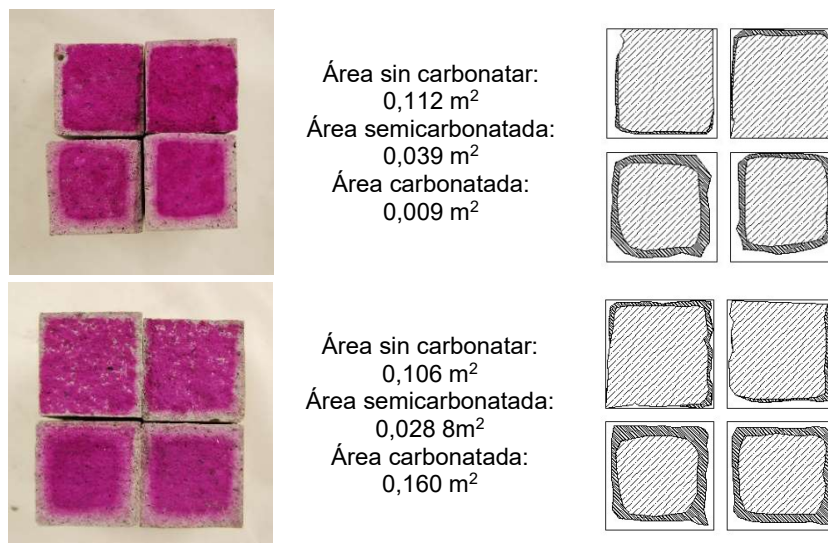 Área sin carbonatar:
0,112 m²
Área semicarbonatada:
0,039 m²
Área carbonatada:
0,009 m²
Área sin carbonatar:
0,106 m²
Área semicarbonatada:
0,028 8m²
Área carbonatada:
0,160 m²